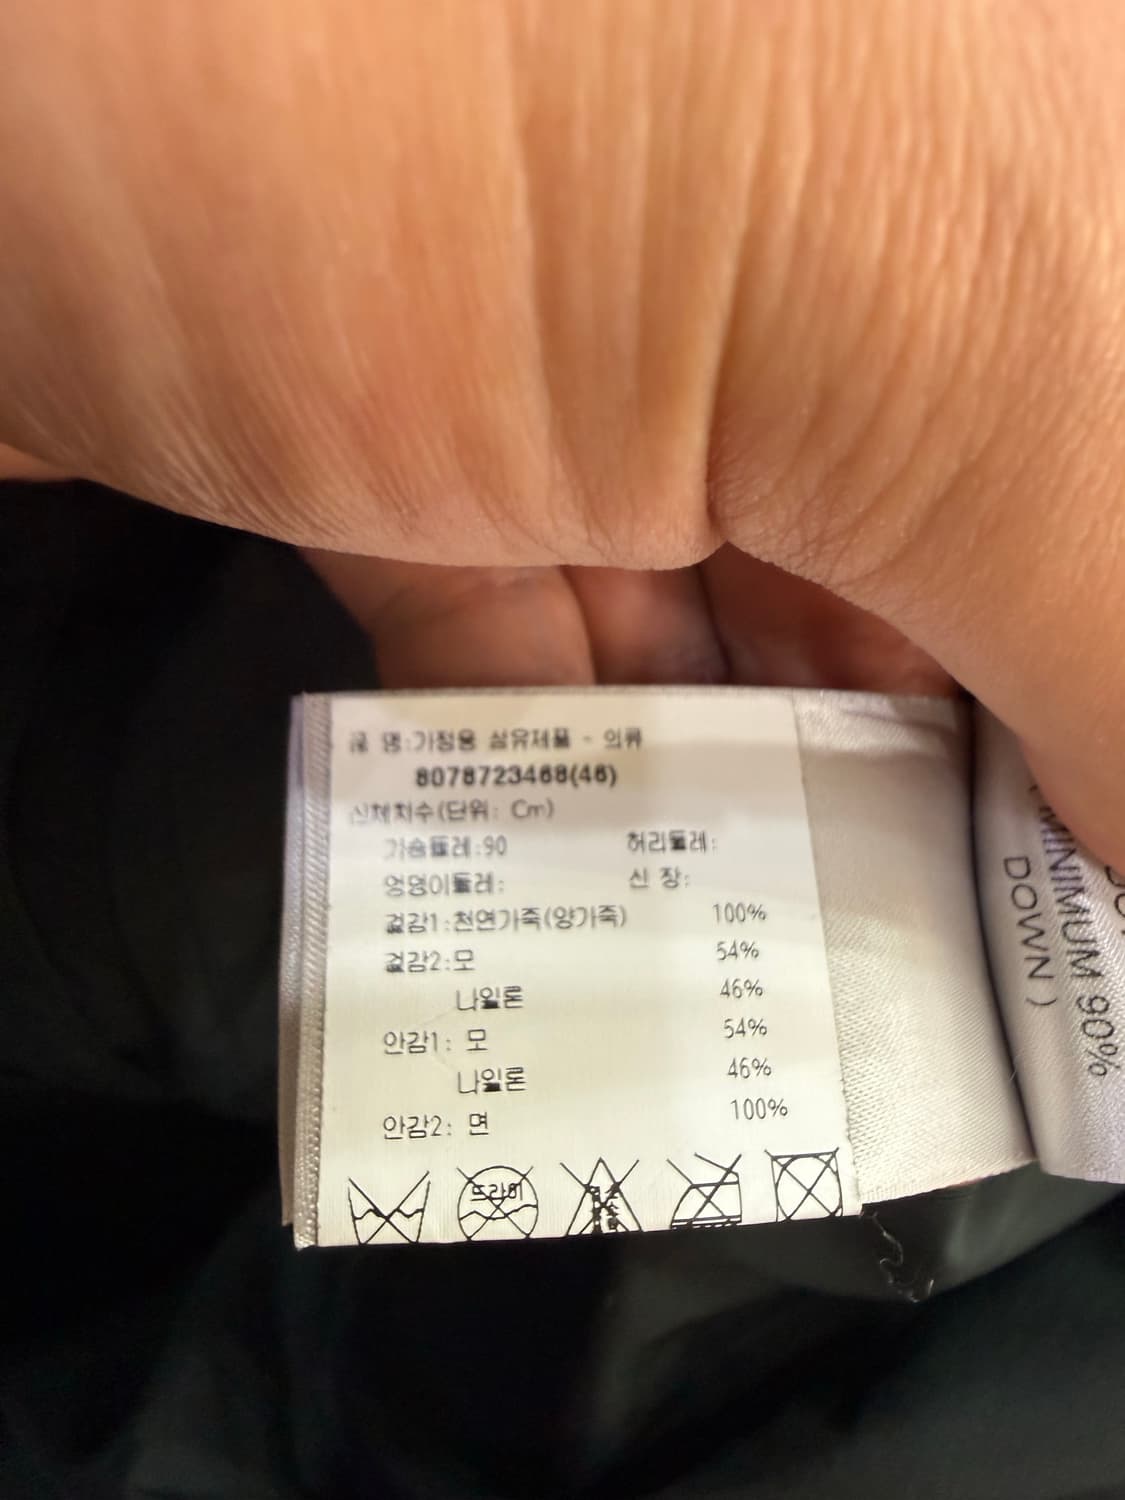 품 명:가정용 섬유제품 - 의류
8078723468(46)
신체치수(단위: Cm)
가슴둘레:90 허리둘레:
엉덩이둘레: 신 장:
겉감1:천연가죽(양가죽) 100%
겉감2:모 54%
나일론 46%
안감1: 모 54%
나일론 46%
안감2: 면 100%
드라이
(MINIMUM 90%
DOWN )